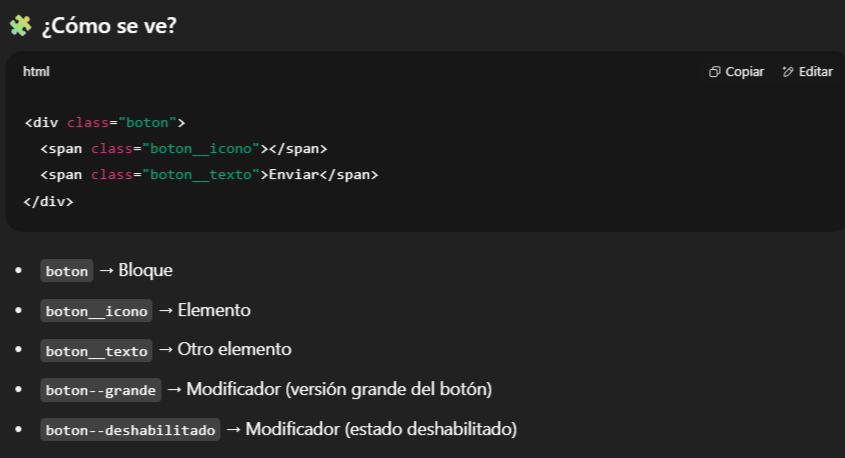 ¿Cómo se ve?
html
Copiar Editar
<div class="boton">
  <span class="boton__icono"></span>
  <span class="boton__texto">Enviar</span>
</div>
• boton → Bloque
• boton__icono → Elemento
• boton__texto → Otro elemento
• boton--grande → Modificador (versión grande del botón)
• boton--deshabilitado → Modificador (estado deshabilitado)